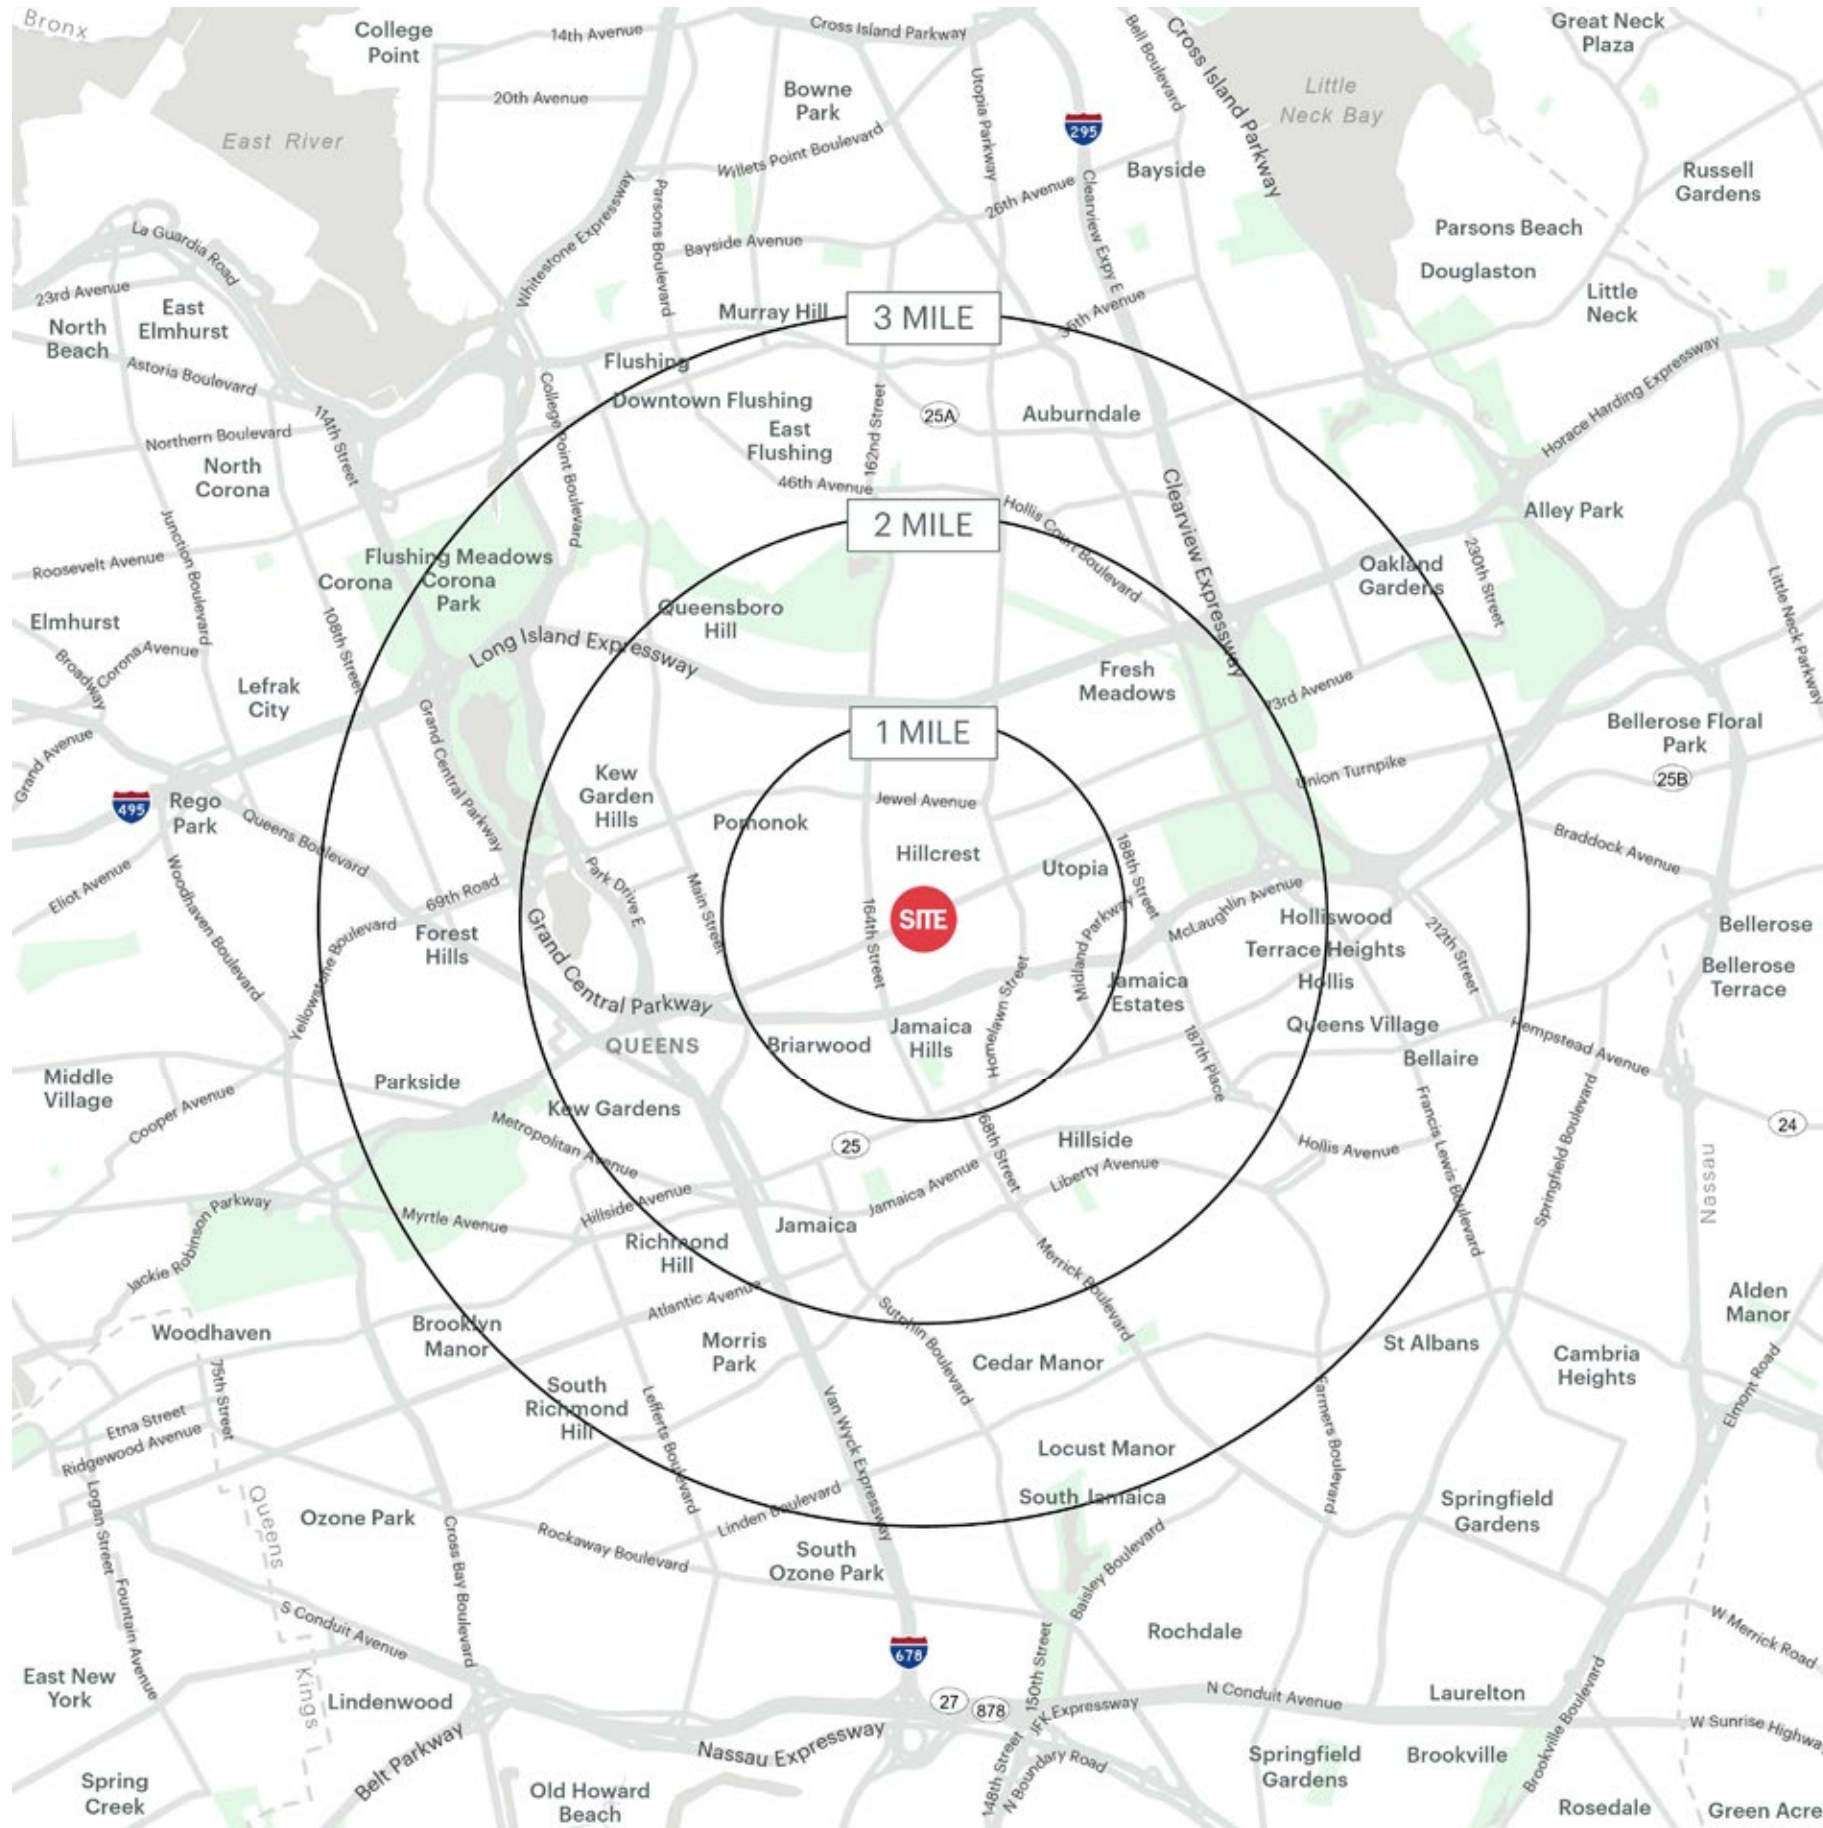 Bronx
College
Point
14th Avenue
Cross Island Parkway
Bell Boulevard
Cross Island Parkway
Great Neck
Plaza
20th Avenue
Bowne
Park
Utopia Parkway
Little
Neck Bay
East River
Willets Point Boulevard
295
Bayside
Russell
Gardens
26th Avenue
Clearview Expy E
Whitestone Expressway
Parsons Boulevard
Bayside Avenue
Parsons Beach
Douglaston
La Guardia Road
23rd Avenue
East
Elmhurst
North
Beach
Murray Hill
3 MILE
35th Avenue
Little
Neck
Astoria Boulevard
Flushing
Horace Harding Expressway
114th Street
College Point Boulevard
Downtown Flushing
162nd Street
25A
Auburndale
Northern Boulevard
East
Flushing
North
Corona
46th Avenue
Clearview Expressway
Junction Boulevard
2 MILE
Hollis Court Boulevard
Alley Park
Roosevelt Avenue
Flushing Meadows
Corona
Park
Corona
Oakland
Gardens
230th Street
Little Neck Parkway
Elmhurst
108th Street
Queensboro
Hill
Corona Avenue
Broadway
Long Island Expressway
Lefrak
City
Fresh
Meadows
73rd Avenue
Grand Avenue
Grand Central Parkway
1 MILE
Bellerose Floral
Park
25B
Union Turnpike
495
Rego
Park
Kew
Garden
Hills
Jewel Avenue
Queens Boulevard
Pomonok
Hillcrest
Utopia
188th Street
Braddock Avenue
Eliot Avenue
Woodhaven Boulevard
69th Road
Park Drive E
Main Street
164th Street
SITE
Midland Parkway
McLaughlin Avenue
Holliswood
212th Street
Bellerose
Yellowstone Boulevard
Forest
Hills
Grand Central Parkway
Terrace Heights
Hollis
Bellerose
Terrace
Homelawn Street
Jamaica
Estates
QUEENS
Briarwood
Jamaica
Hills
187th Place
Queens Village
Bellaire
Hempstead Avenue
Middle
Village
Parkside
Cooper Avenue
Kew Gardens
Metropolitan Avenue
25
168th Street
Hillside
Hollis Avenue
Francis Lewis Boulevard
Springfield Boulevard
24
Nassau
Liberty Avenue
Jamaica Avenue
Jackie Robinson Parkway
Myrtle Avenue
Hillside Avenue
Jamaica
Richmond
Hill
Merrick Boulevard
Atlantic Avenue
Sutphin Boulevard
Alden
Manor
Woodhaven
Brooklyn
Manor
Morris
Park
Cedar Manor
St Albans
Cambria
Heights
75th Street
South
Richmond
Hill
Lefferts Boulevard
Van Wyck Expressway
Farmers Boulevard
Elmont Road
Etna Street
Ridgewood Avenue
Locust Manor
Logan Street
Queens
Ozone Park
Cross Bay Boulevard
Linden Boulevard
South Jamaica
Springfield
Gardens
Rockaway Boulevard
South
Ozone Park
Baisley Boulevard
Fountain Avenue
S Conduit Avenue
678
150th Street
Rochdale
W Merrick Road
East New
York
Kings
Lindenwood
27
878
JFK Expressway
N Conduit Avenue
Laurelton
Brookville Boulevard
W Sunrise Highway
Belt Parkway
Nassau Expressway
148th Street
N Boundary Road
Springfield
Gardens
Brookville
Spring
Creek
Old Howard
Beach
Rosedale
Green Acre